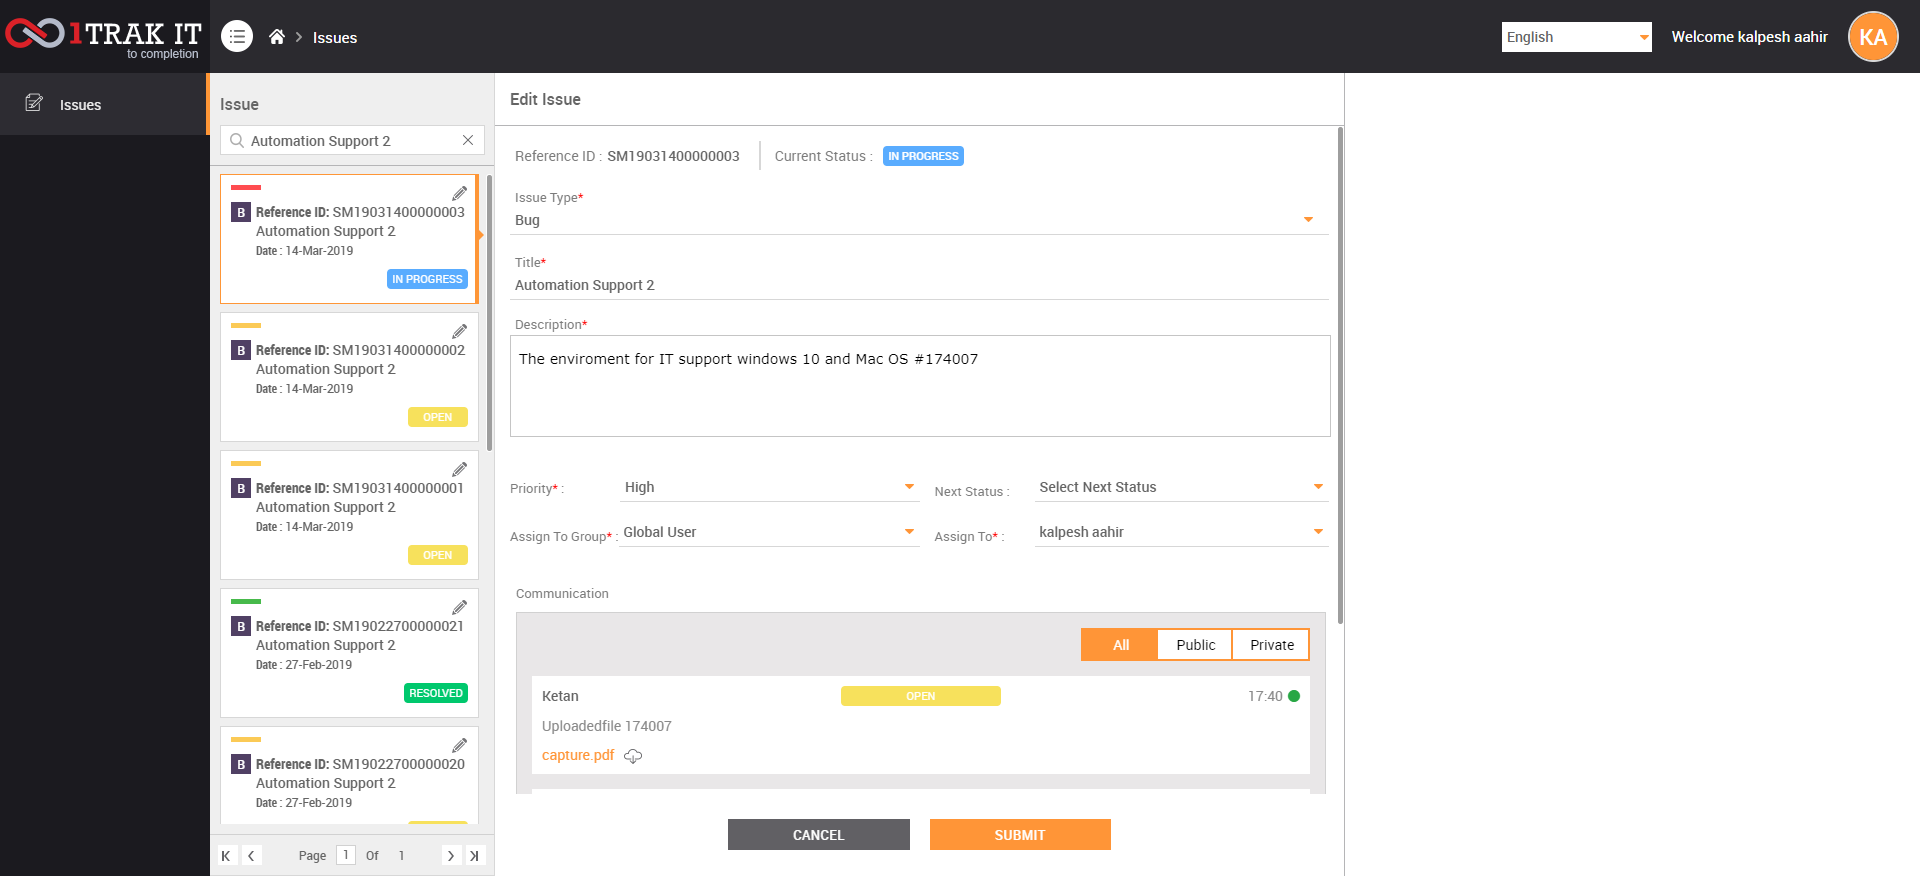 1TRAK IT
to completion
Issues
English
Welcome kalpesh aahir
KA
Issues
Issue
Automation Support 2
B Reference ID: SM19031400000003
Automation Support 2
Date : 14-Mar-2019
IN PROGRESS
B Reference ID: SM19031400000002
Automation Support 2
Date : 14-Mar-2019
OPEN
B Reference ID: SM19031400000001
Automation Support 2
Date : 14-Mar-2019
OPEN
B Reference ID: SM19022700000021
Automation Support 2
Date : 27-Feb-2019
RESOLVED
B Reference ID: SM19022700000020
Automation Support 2
Date : 27-Feb-2019
Page 1 Of 1
Edit Issue
Reference ID : SM19031400000003
Current Status : IN PROGRESS
Issue Type*
Bug
Title*
Automation Support 2
Description*
The enviroment for IT support windows 10 and Mac OS #174007
Priority* : High
Next Status : Select Next Status
Assign To Group* : Global User
Assign To* : kalpesh aahir
Communication
All Public Private
Ketan OPEN 17:40
Uploadedfile 174007
capture.pdf
CANCEL SUBMIT